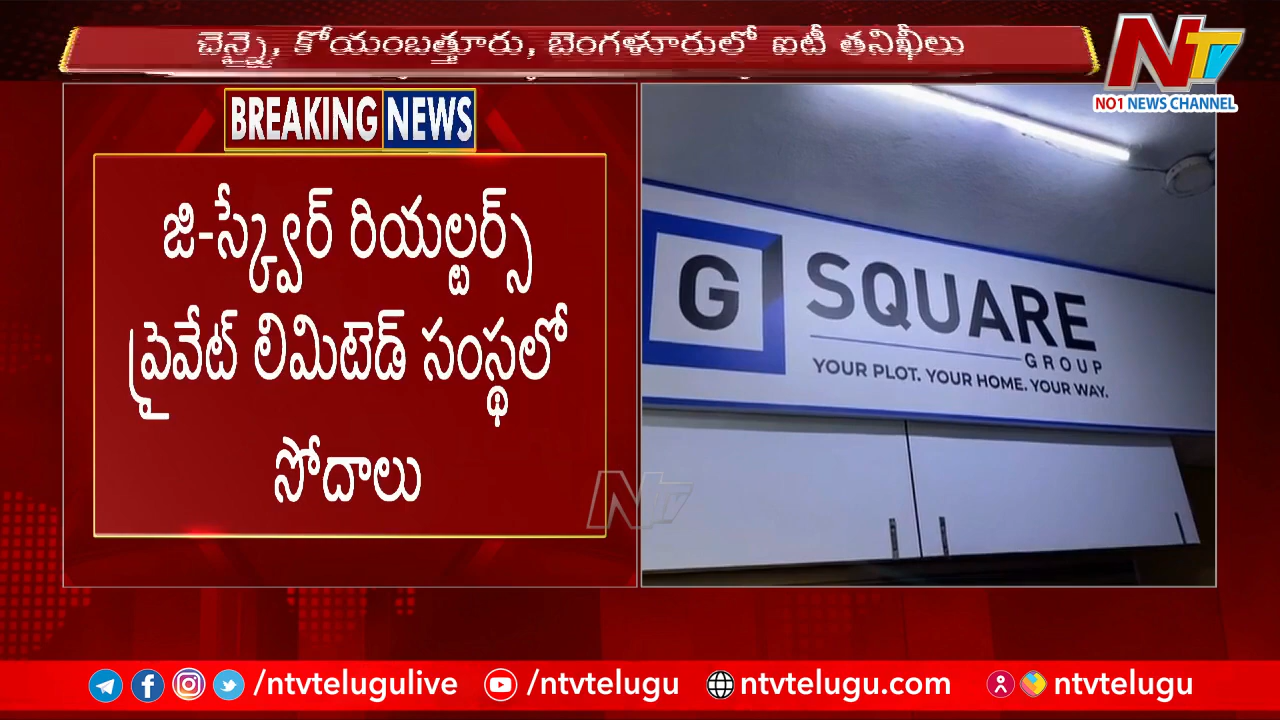 చెన్నై, కోయంబత్తూరు, బెంగళూరులో ఐటీ తనిఖీలు
NTV
NO1 NEWS CHANNEL
BREAKING NEWS
జి-స్క్వేర్ రియల్టర్స్
ప్రైవేట్ లిమిటెడ్ సంస్థలో
సోదాలు
G SQUARE
GROUP
YOUR PLOT. YOUR HOME. YOUR WAY.
NTV
/ntvtelugulive /ntvtelugu ntvtelugu.com ntvtelugu